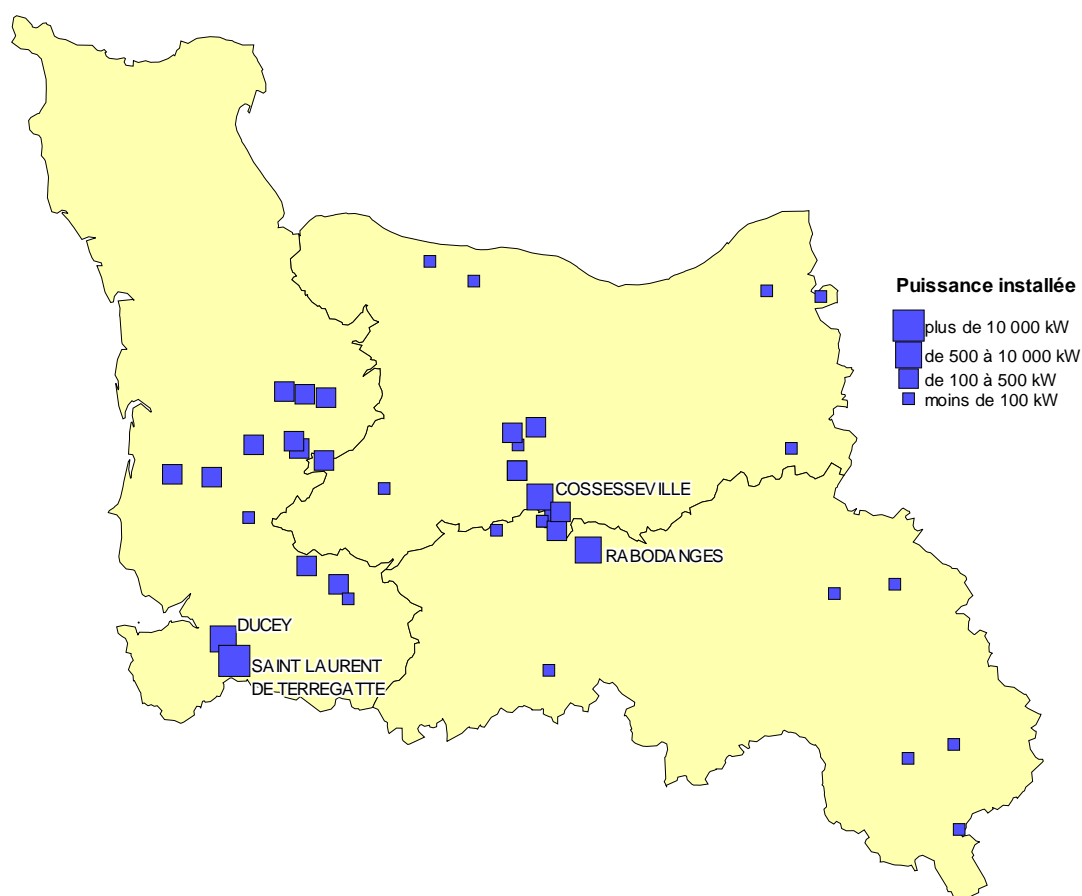 Puissance installée
plus de 10 000 kW
de 500 à 10 000 kW
de 100 à 500 kW
moins de 100 kW
COSSESSEVILLE
RABODANGES
DUCEY
SAINT LAURENT
DE TERREGATTE